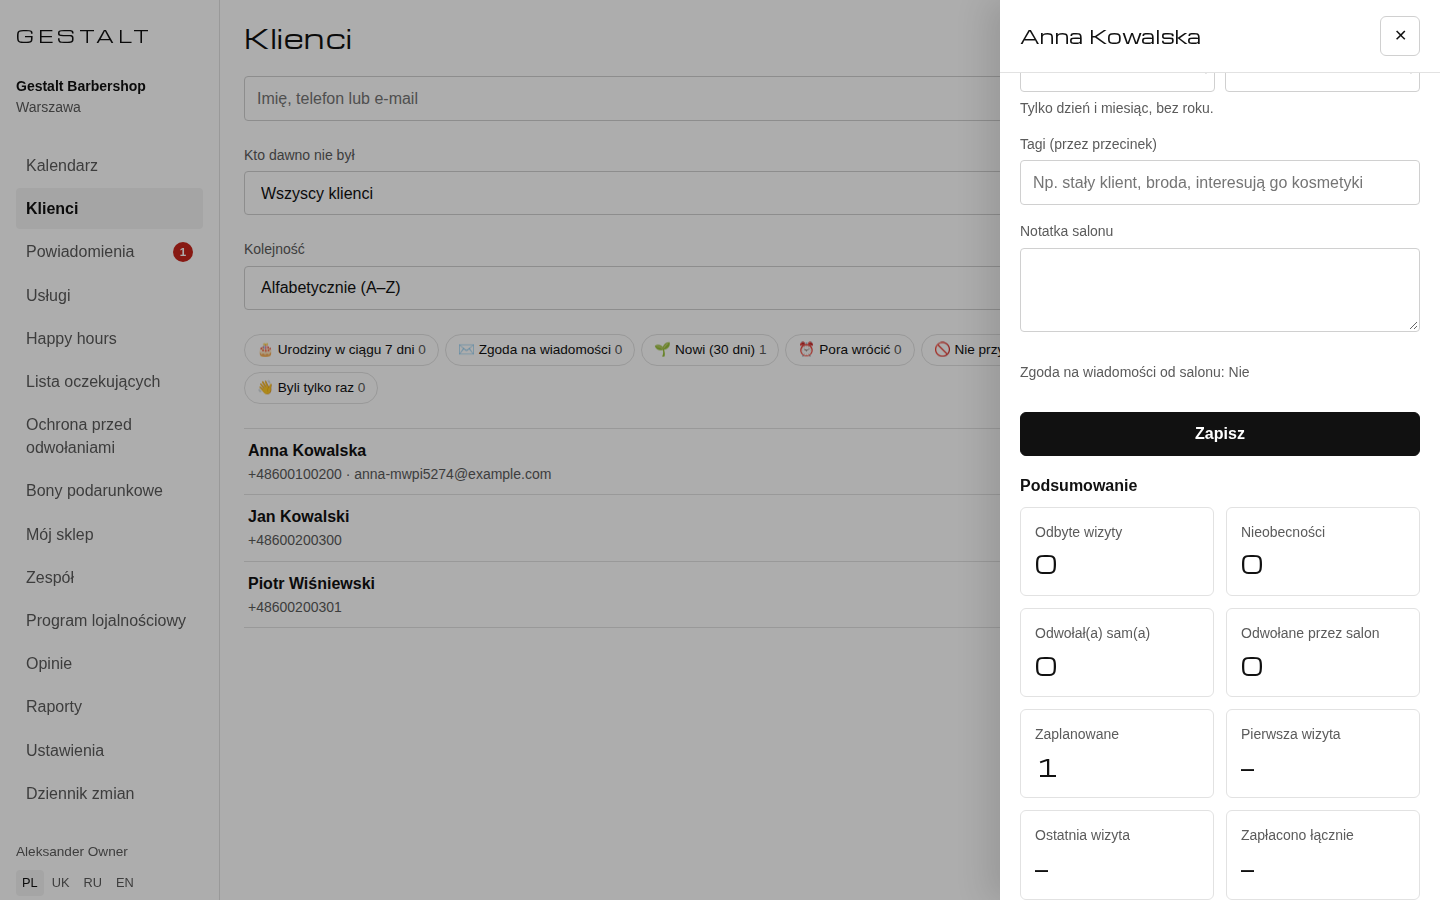 GESTALT
Gestalt Barbershop
Warszawa
Kalendarz
Klienci
Powiadomienia 1
Usługi
Happy hours
Lista oczekujących
Ochrona przed
odwołaniami
Bony podarunkowe
Mój sklep
Zespół
Program lojalnościowy
Opinie
Raporty
Ustawienia
Dziennik zmian
Aleksander Owner
PL UK RU EN
Klienci
Imię, telefon lub e-mail
Kto dawno nie był
Wszyscy klienci
Kolejność
Alfabetycznie (A–Z)
🎂 Urodziny w ciągu 7 dni 0 ✉️ Zgoda na wiadomości 0 🌱 Nowi (30 dni) 1 ⏰ Pora wrócić 0 🚫 Nie przy
👋 Byli tylko raz 0
Anna Kowalska
+48600100200 · anna-mwpi5274@example.com
Jan Kowalski
+48600200300
Piotr Wiśniewski
+48600200301
Anna Kowalska ✕
Tylko dzień i miesiąc, bez roku.
Tagi (przez przecinek)
Np. stały klient, broda, interesują go kosmetyki
Notatka salonu
Zgoda na wiadomości od salonu: Nie
Zapisz
Podsumowanie
Odbyte wizyty
0
Nieobecności
0
Odwołał(a) sam(a)
0
Odwołane przez salon
0
Zaplanowane
1
Pierwsza wizyta
–
Ostatnia wizyta
–
Zapłacono łącznie
–